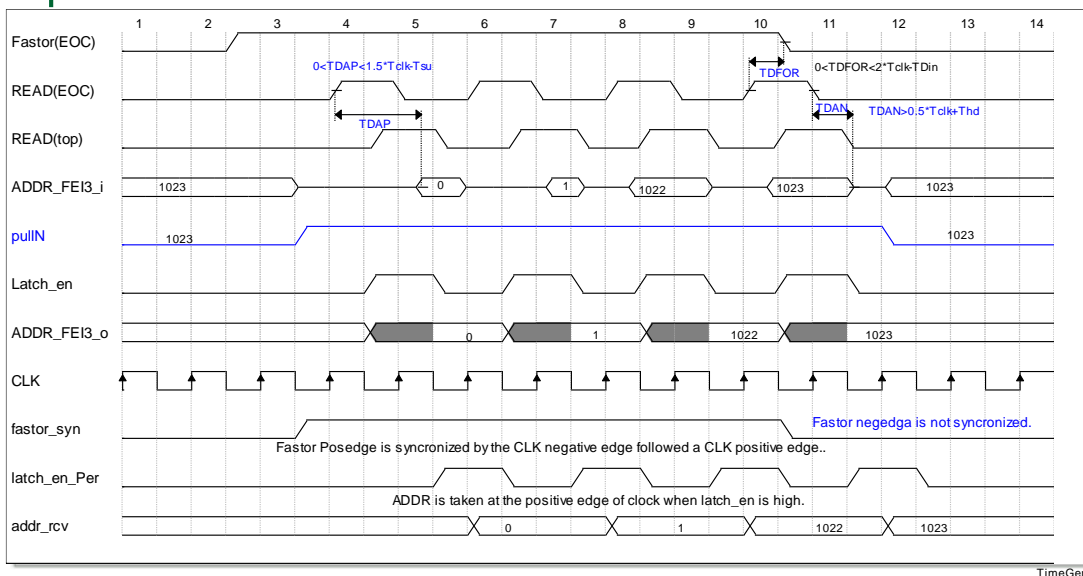 1 2 3 4 5 6 7 8 9 10 11 12 13 14
Fastor(EOC)
0<TDAP<1.5*Tclk-Tsu
TDFOR
0<TDFOR<2*Tclk-TDin
READ(EOC)
TDAP
TDAN
TDAN>0.5*Tclk+Thd
READ(top)
ADDR_FEI3_i 1023 0 1 1022 1023 1023
pullN 1023 1023
Latch_en
ADDR_FEI3_o 0 1 1022 1023
CLK
fastor_syn
Fastor negedga is not syncronized.
Fastor Posedge is syncronized by the CLK negative edge followed a CLK positive edge..
latch_en_Per
ADDR is taken at the positive edge of clock when latch_en is high.
addr_rcv 0 1 1022 1023